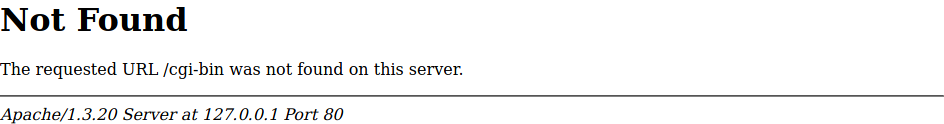 Not Found
The requested URL /cgi-bin was not found on this server.
Apache/1.3.20 Server at 127.0.0.1 Port 80